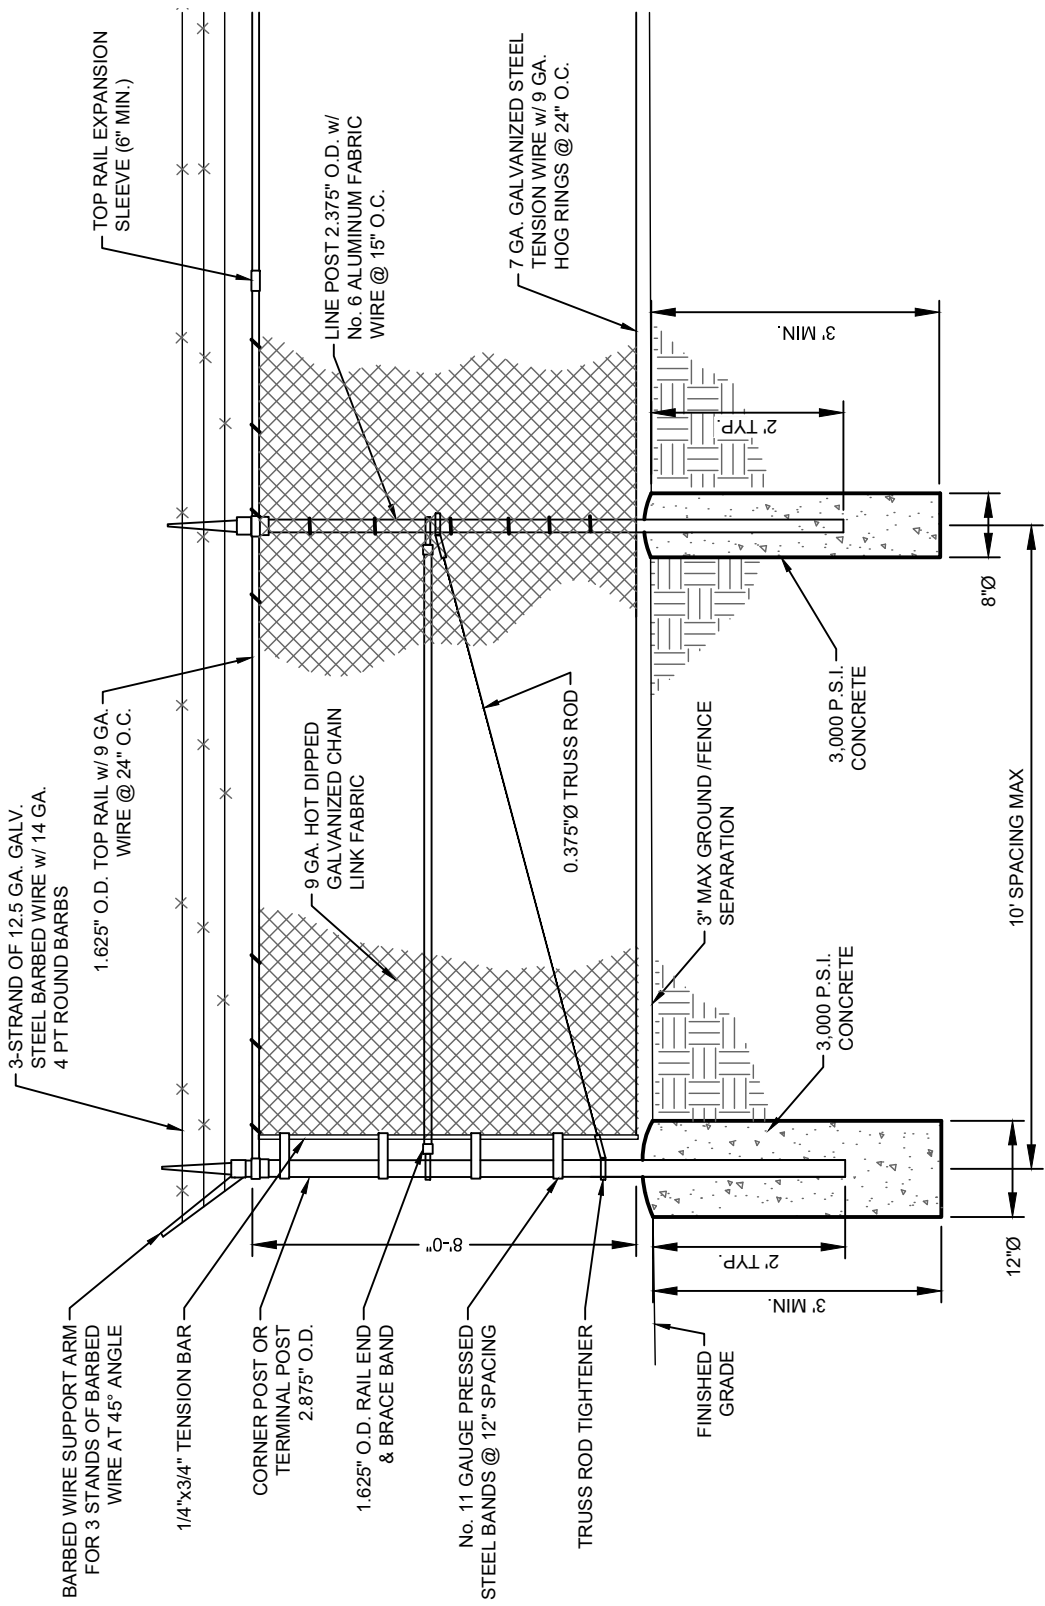 3-STRAND OF 12.5 GA. GALV.
STEEL BARBED WIRE w/ 14 GA.
4 PT ROUND BARBS
1.625" O.D. TOP RAIL w/ 9 GA.
WIRE @ 24" O.C.
TOP RAIL EXPANSION
SLEEVE (6" MIN.)
BARBED WIRE SUPPORT ARM
FOR 3 STANDS OF BARBED
WIRE AT 45° ANGLE
1/4"x3/4" TENSION BAR
CORNER POST OR
TERMINAL POST
2.875" O.D.
1.625" O.D. RAIL END
& BRACE BAND
No. 11 GAUGE PRESSED
STEEL BANDS @ 12" SPACING
TRUSS ROD TIGHTENER
FINISHED
GRADE
8'-0"
2' TYP.
3' MIN.
12"Ø
9 GA. HOT DIPPED
GALVANIZED CHAIN
LINK FABRIC
0.375"Ø TRUSS ROD
3" MAX GROUND /FENCE
SEPARATION
3,000 P.S.I.
CONCRETE
3,000 P.S.I.
CONCRETE
10' SPACING MAX
LINE POST 2.375" O.D. w/
No. 6 ALUMINUM FABRIC
WIRE @ 15" O.C.
7 GA. GALVANIZED STEEL
TENSION WIRE w/ 9 GA.
HOG RINGS @ 24" O.C.
2' TYP.
3' MIN.
8"Ø